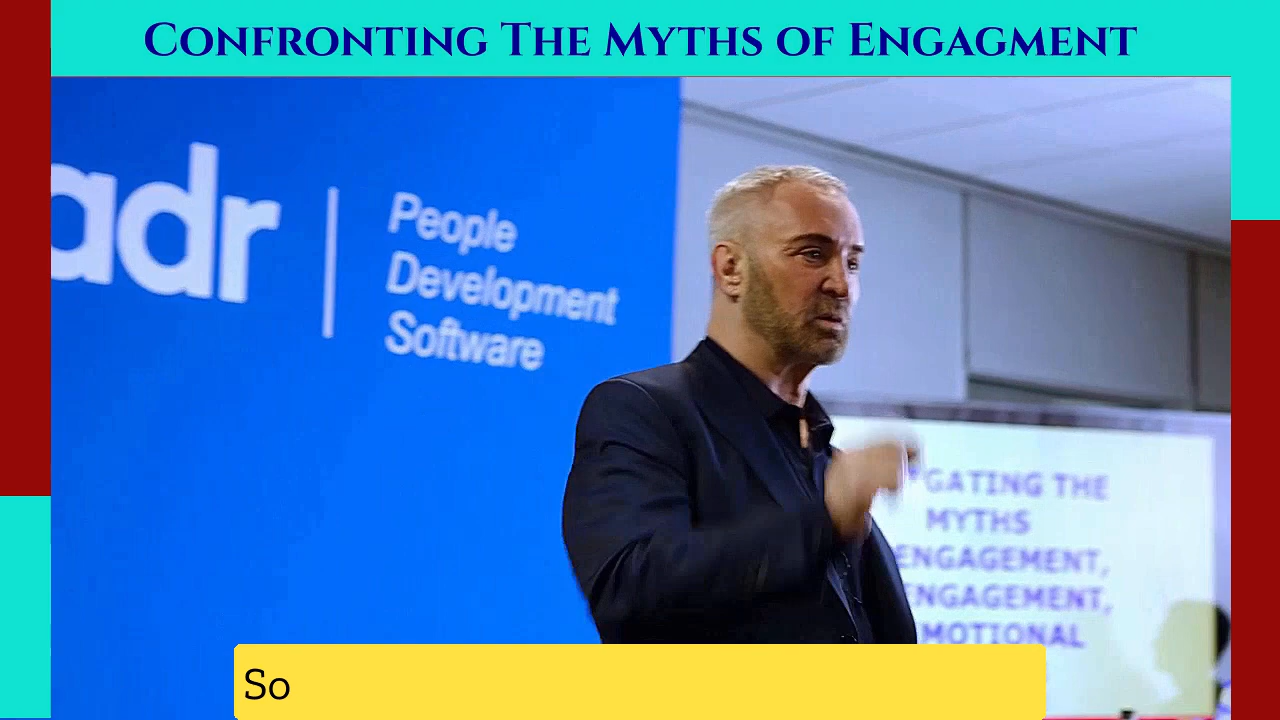 Confronting The Myths of Engagment
adr
People
Development
Software
GATING THE
MYTHS
ENGAGEMENT,
NGAGEMENT,
MOTIONAL
So